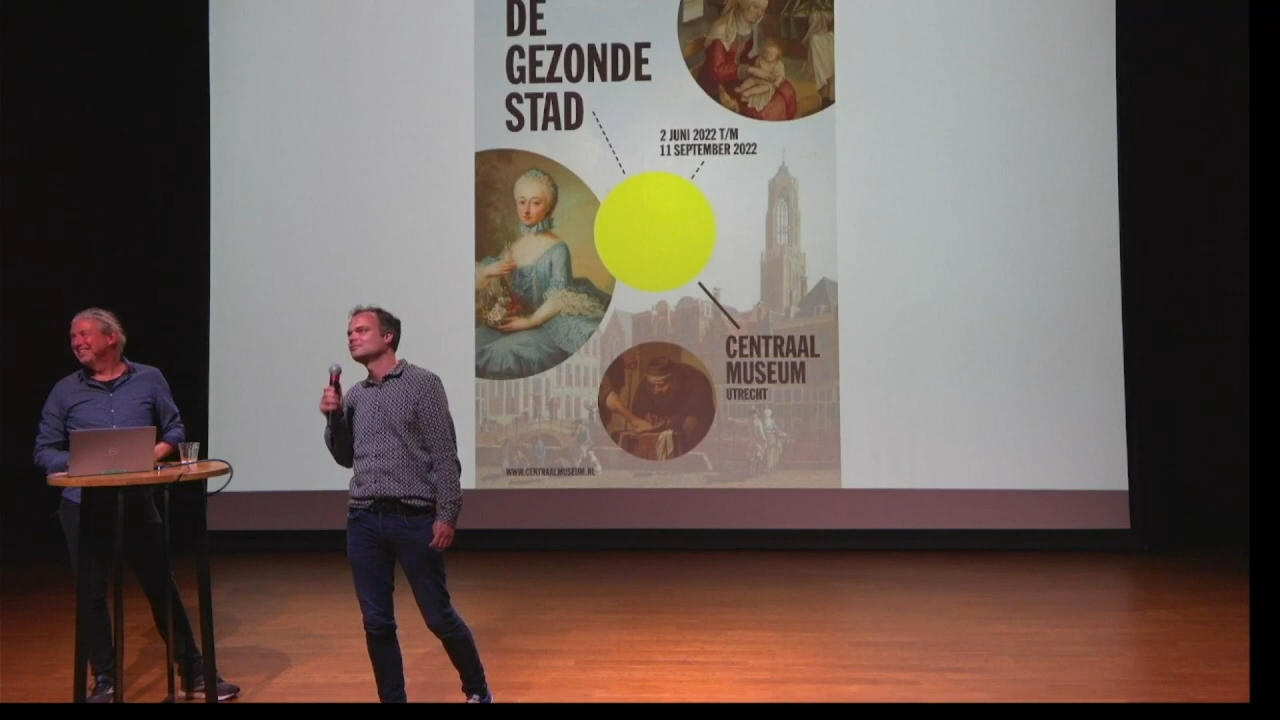 DE
GEZONDE
STAD
2 JUNI 2022 T/M
11 SEPTEMBER 2022
CENTRAAL
MUSEUM
UTRECHT
WWW.CENTRAALMUSEUM.NL